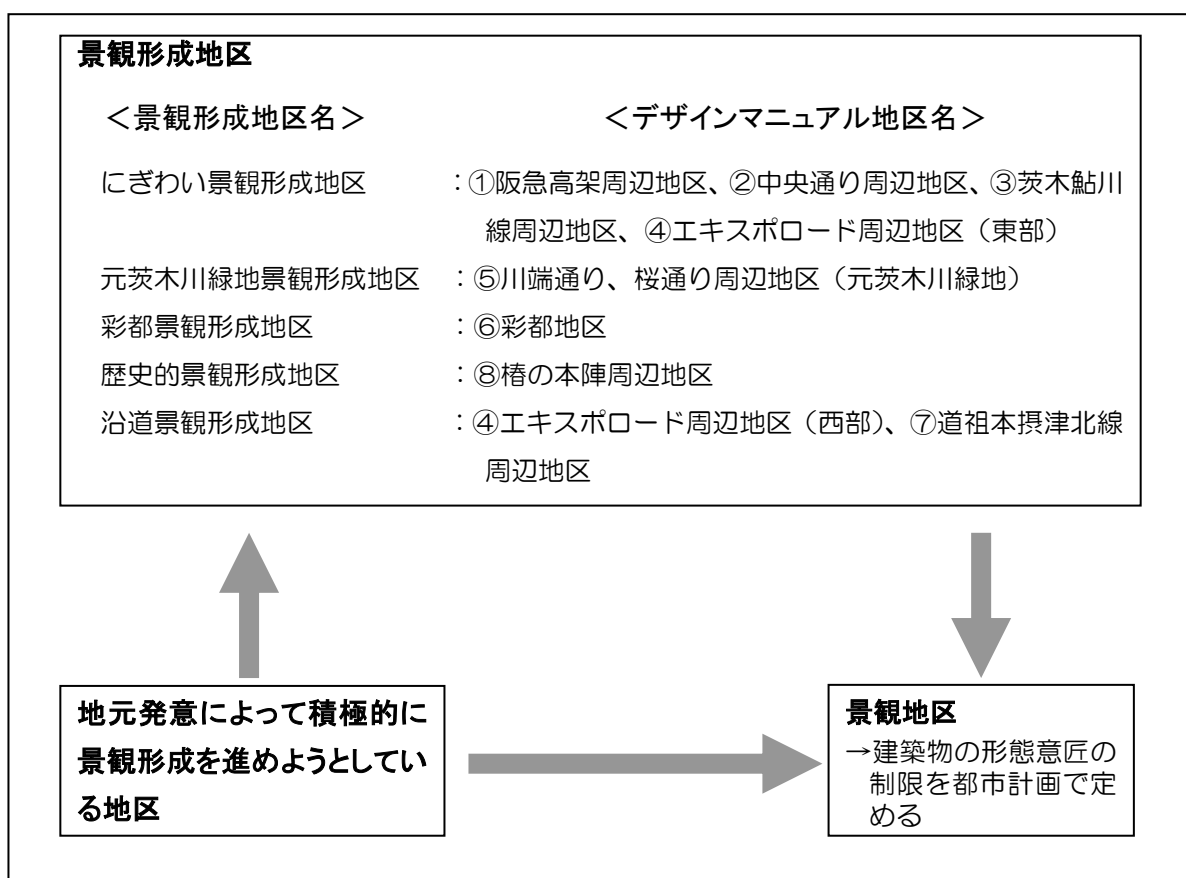 景観形成地区
＜景観形成地区名＞ ＜デザインマニュアル地区名＞
にぎわい景観形成地区 ：①阪急高架周辺地区、②中央通り周辺地区、③茨木鮎川
線周辺地区、④エキスポロード周辺地区（東部）
元茨木川緑地景観形成地区 ：⑤川端通り、桜通り周辺地区（元茨木川緑地）
彩都景観形成地区 ：⑥彩都地区
歴史的景観形成地区 ：⑧椿の本陣周辺地区
沿道景観形成地区 ：④エキスポロード周辺地区（西部）、⑦道祖本摂津北線
周辺地区
地元発意によって積極的に
景観形成を進めようとしてい
る地区
景観地区
→建築物の形態意匠の
制限を都市計画で定
める